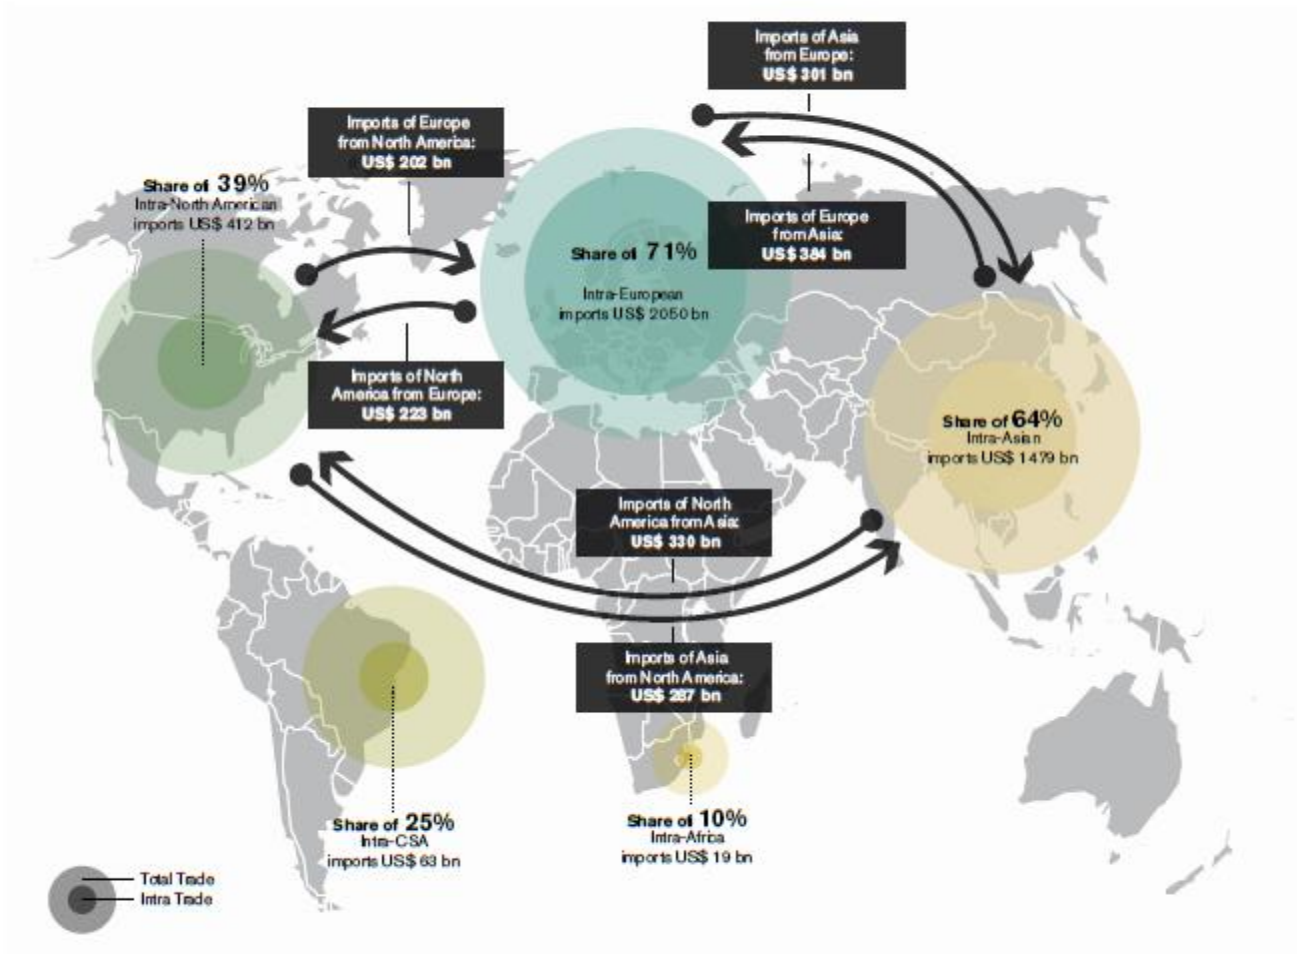 Imports of Asia
from Europe:
US$ 301 bn
Imports of Europe
from North America:
US$ 202 bn
Share of 39%
Intra-North American
imports US$ 412 bn
Imports of Europe
from Asia:
US$ 384 bn
Share of 71%
Intra-European
imports US$ 2050 bn
Imports of North
America from Europe:
US$ 223 bn
Share of 64%
Intra-Asian
imports US$ 1479 bn
Imports of North
America from Asia:
US$ 330 bn
Imports of Asia
from North America:
US$ 287 bn
Share of 25%
Intra-CSA
imports US$ 63 bn
Share of 10%
Intra-Africa
imports US$ 19 bn
Total Trade
Intra Trade